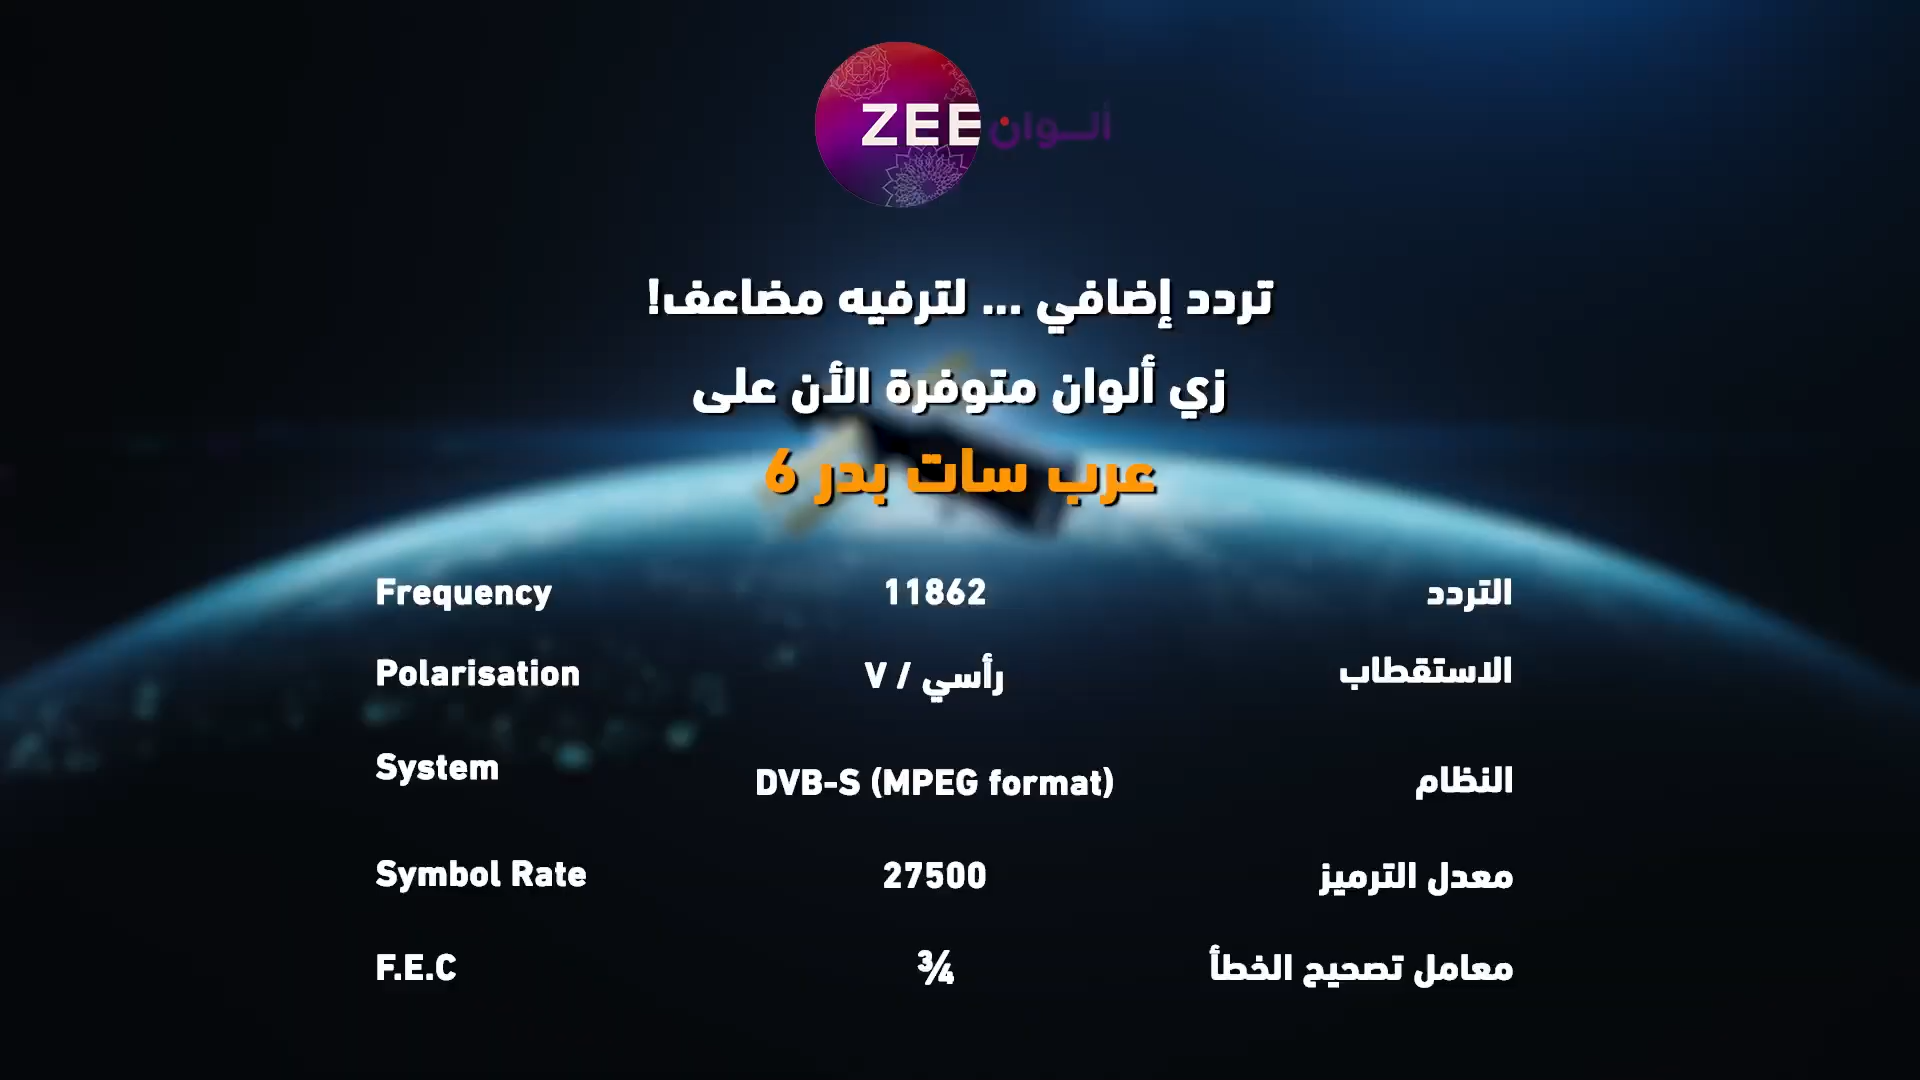 ZEE ألوان
تردد إضافي ... لترفيه مضاعف!
زي ألوان متوفرة الأن على
عرب سات بدر 6
Frequency 11862 التردد
Polarisation رأسي / V الاستقطاب
System DVB-S (MPEG format) النظام
Symbol Rate 27500 معدل الترميز
F.E.C ¾ معامل تصحيح الخطأ